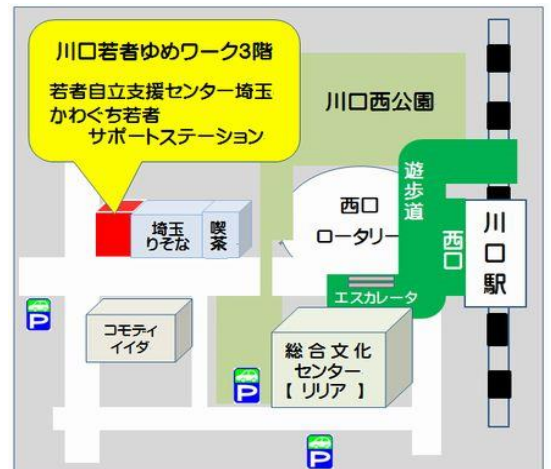 川口若者ゆめワーク3階
若者自立支援センター埼玉
かわぐち若者
サポートステーション
川口西公園
遊歩道
西口
ロータリー
西口
川口駅
埼玉
りそな
喫茶
エスカレータ
コモディ
イイダ
総合文化
センター
【 リリア 】
P
P
P